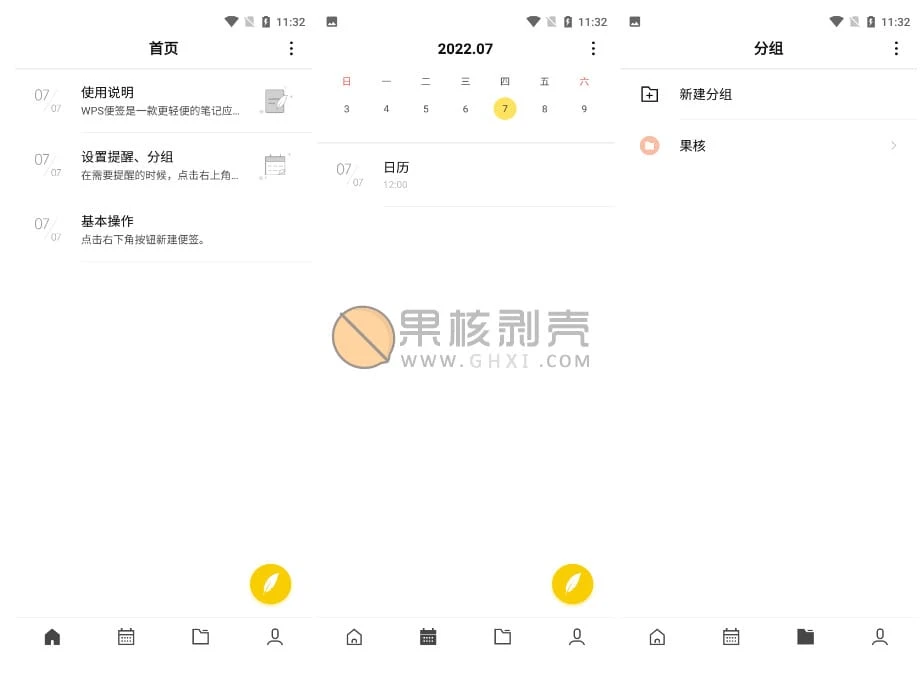 11:32
首页
07/
/07
使用说明
WPS便签是一款更轻便的笔记应...
07/
/07
设置提醒、分组
在需要提醒的时候，点击右上角...
07/
/07
基本操作
点击右下角按钮新建便签。
11:32
2022.07
日 一 二 三 四 五 六
3 4 5 6 7 8 9
07/
/07
日历
12:00
11:32
分组
新建分组
果核
果核剥壳
WWW.GHXI.COM